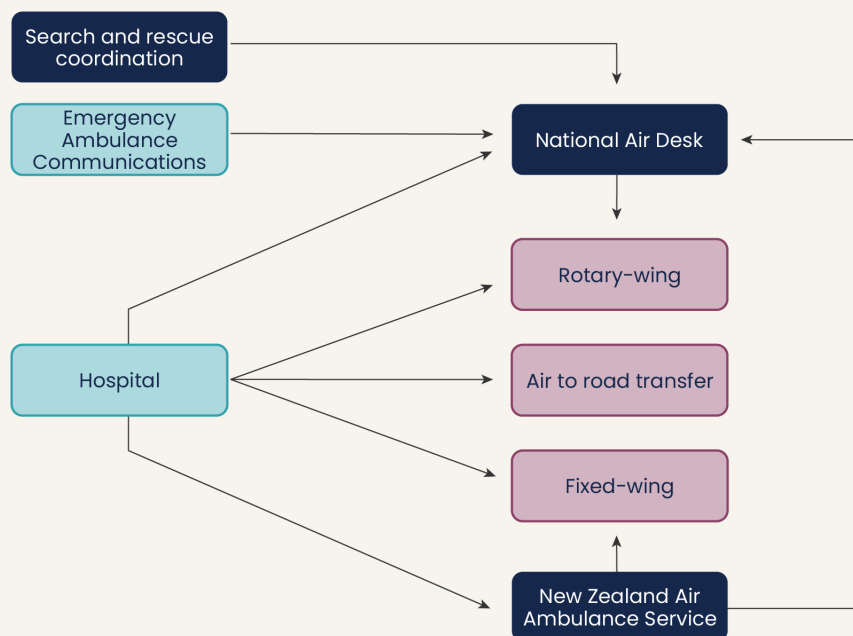 Search and rescue
coordination
Emergency
Ambulance
Communications
National Air Desk
Rotary-wing
Hospital
Air to road transfer
Fixed-wing
New Zealand Air
Ambulance Service